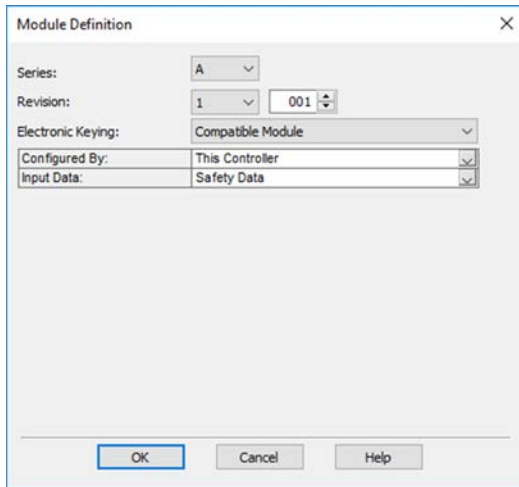 Module Definition
Series: A
Revision: 1 001
Electronic Keying: Compatible Module
Configured By: This Controller
Input Data: Safety Data
OK Cancel Help